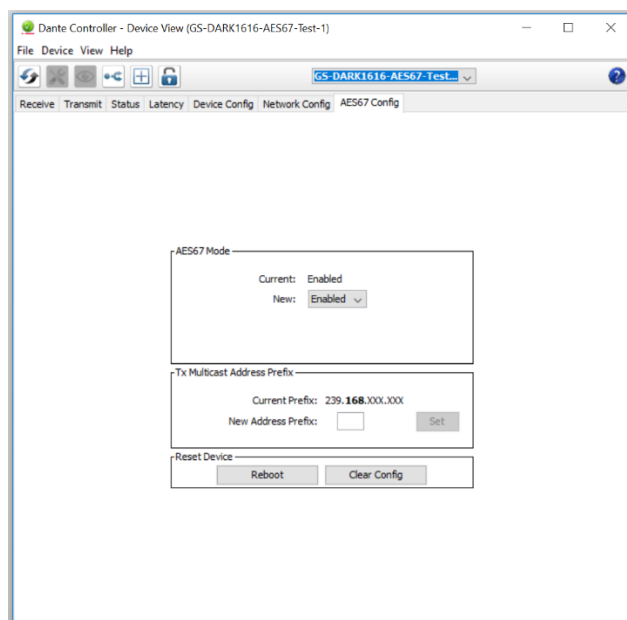 Dante Controller - Device View (GS-DARK1616-AES67-Test-1)
File Device View Help
GS-DARK1616-AES67-Test...
?
Receive Transmit Status Latency Device Config Network Config AES67 Config
AES67 Mode
Current: Enabled
New: Enabled
Tx Multicast Address Prefix
Current Prefix: 239.168.XXX.XXX
New Address Prefix: Set
Reset Device
Reboot Clear Config